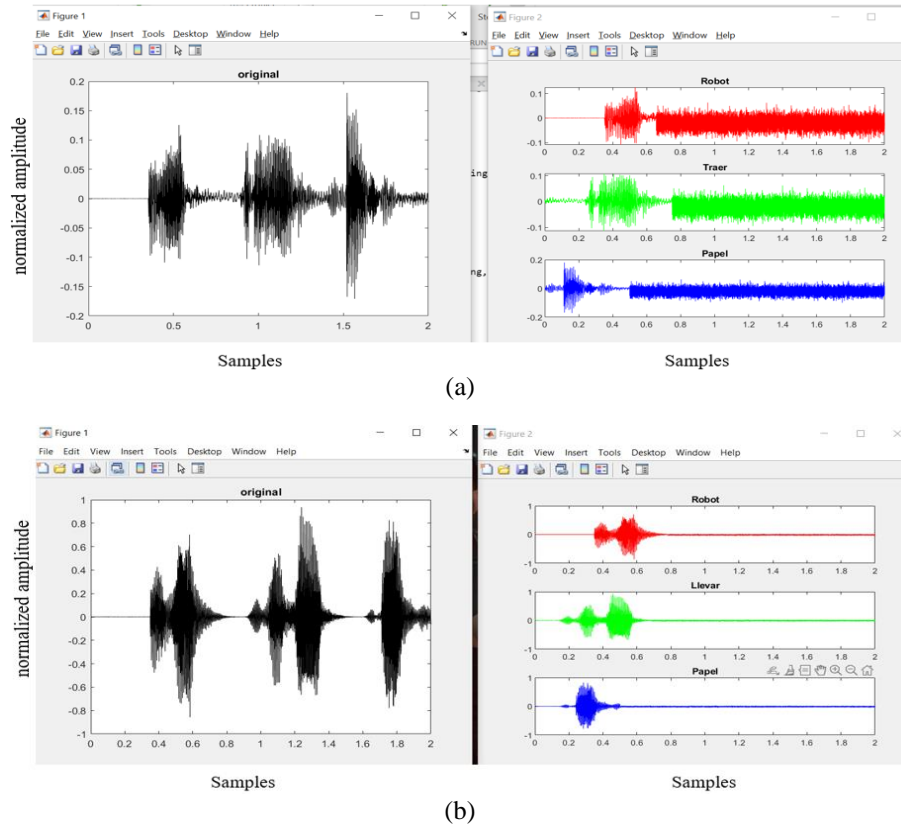 Figure 1
File Edit View Insert Tools Desktop Window Help
original
0.2
0.15
0.1
0.05
0
-0.05
-0.1
-0.15
-0.2
0 0.5 1 1.5 2
normalized amplitude
Samples
Figure 2
File Edit View Insert Tools Desktop Window Help
Robot
0.1
0
-0.1
0 0.2 0.4 0.6 0.8 1 1.2 1.4 1.6 1.8 2
Traer
0.1
0
-0.1
0 0.2 0.4 0.6 0.8 1 1.2 1.4 1.6 1.8 2
Papel
0.2
0
-0.2
0 0.2 0.4 0.6 0.8 1 1.2 1.4 1.6 1.8 2
Samples
(a)
Figure 1
File Edit View Insert Tools Desktop Window Help
original
1
0.8
0.6
0.4
0.2
0
-0.2
-0.4
-0.6
-0.8
-1
0 0.2 0.4 0.6 0.8 1 1.2 1.4 1.6 1.8 2
normalized amplitude
Samples
Figure 2
File Edit View Insert Tools Desktop Window Help
Robot
1
0
-1
0 0.2 0.4 0.6 0.8 1 1.2 1.4 1.6 1.8 2
Llevar
1
0
-1
0 0.2 0.4 0.6 0.8 1 1.2 1.4 1.6 1.8 2
Papel
1
0
-1
0 0.2 0.4 0.6 0.8 1 1.2 1.4 1.6 1.8 2
Samples
(b)